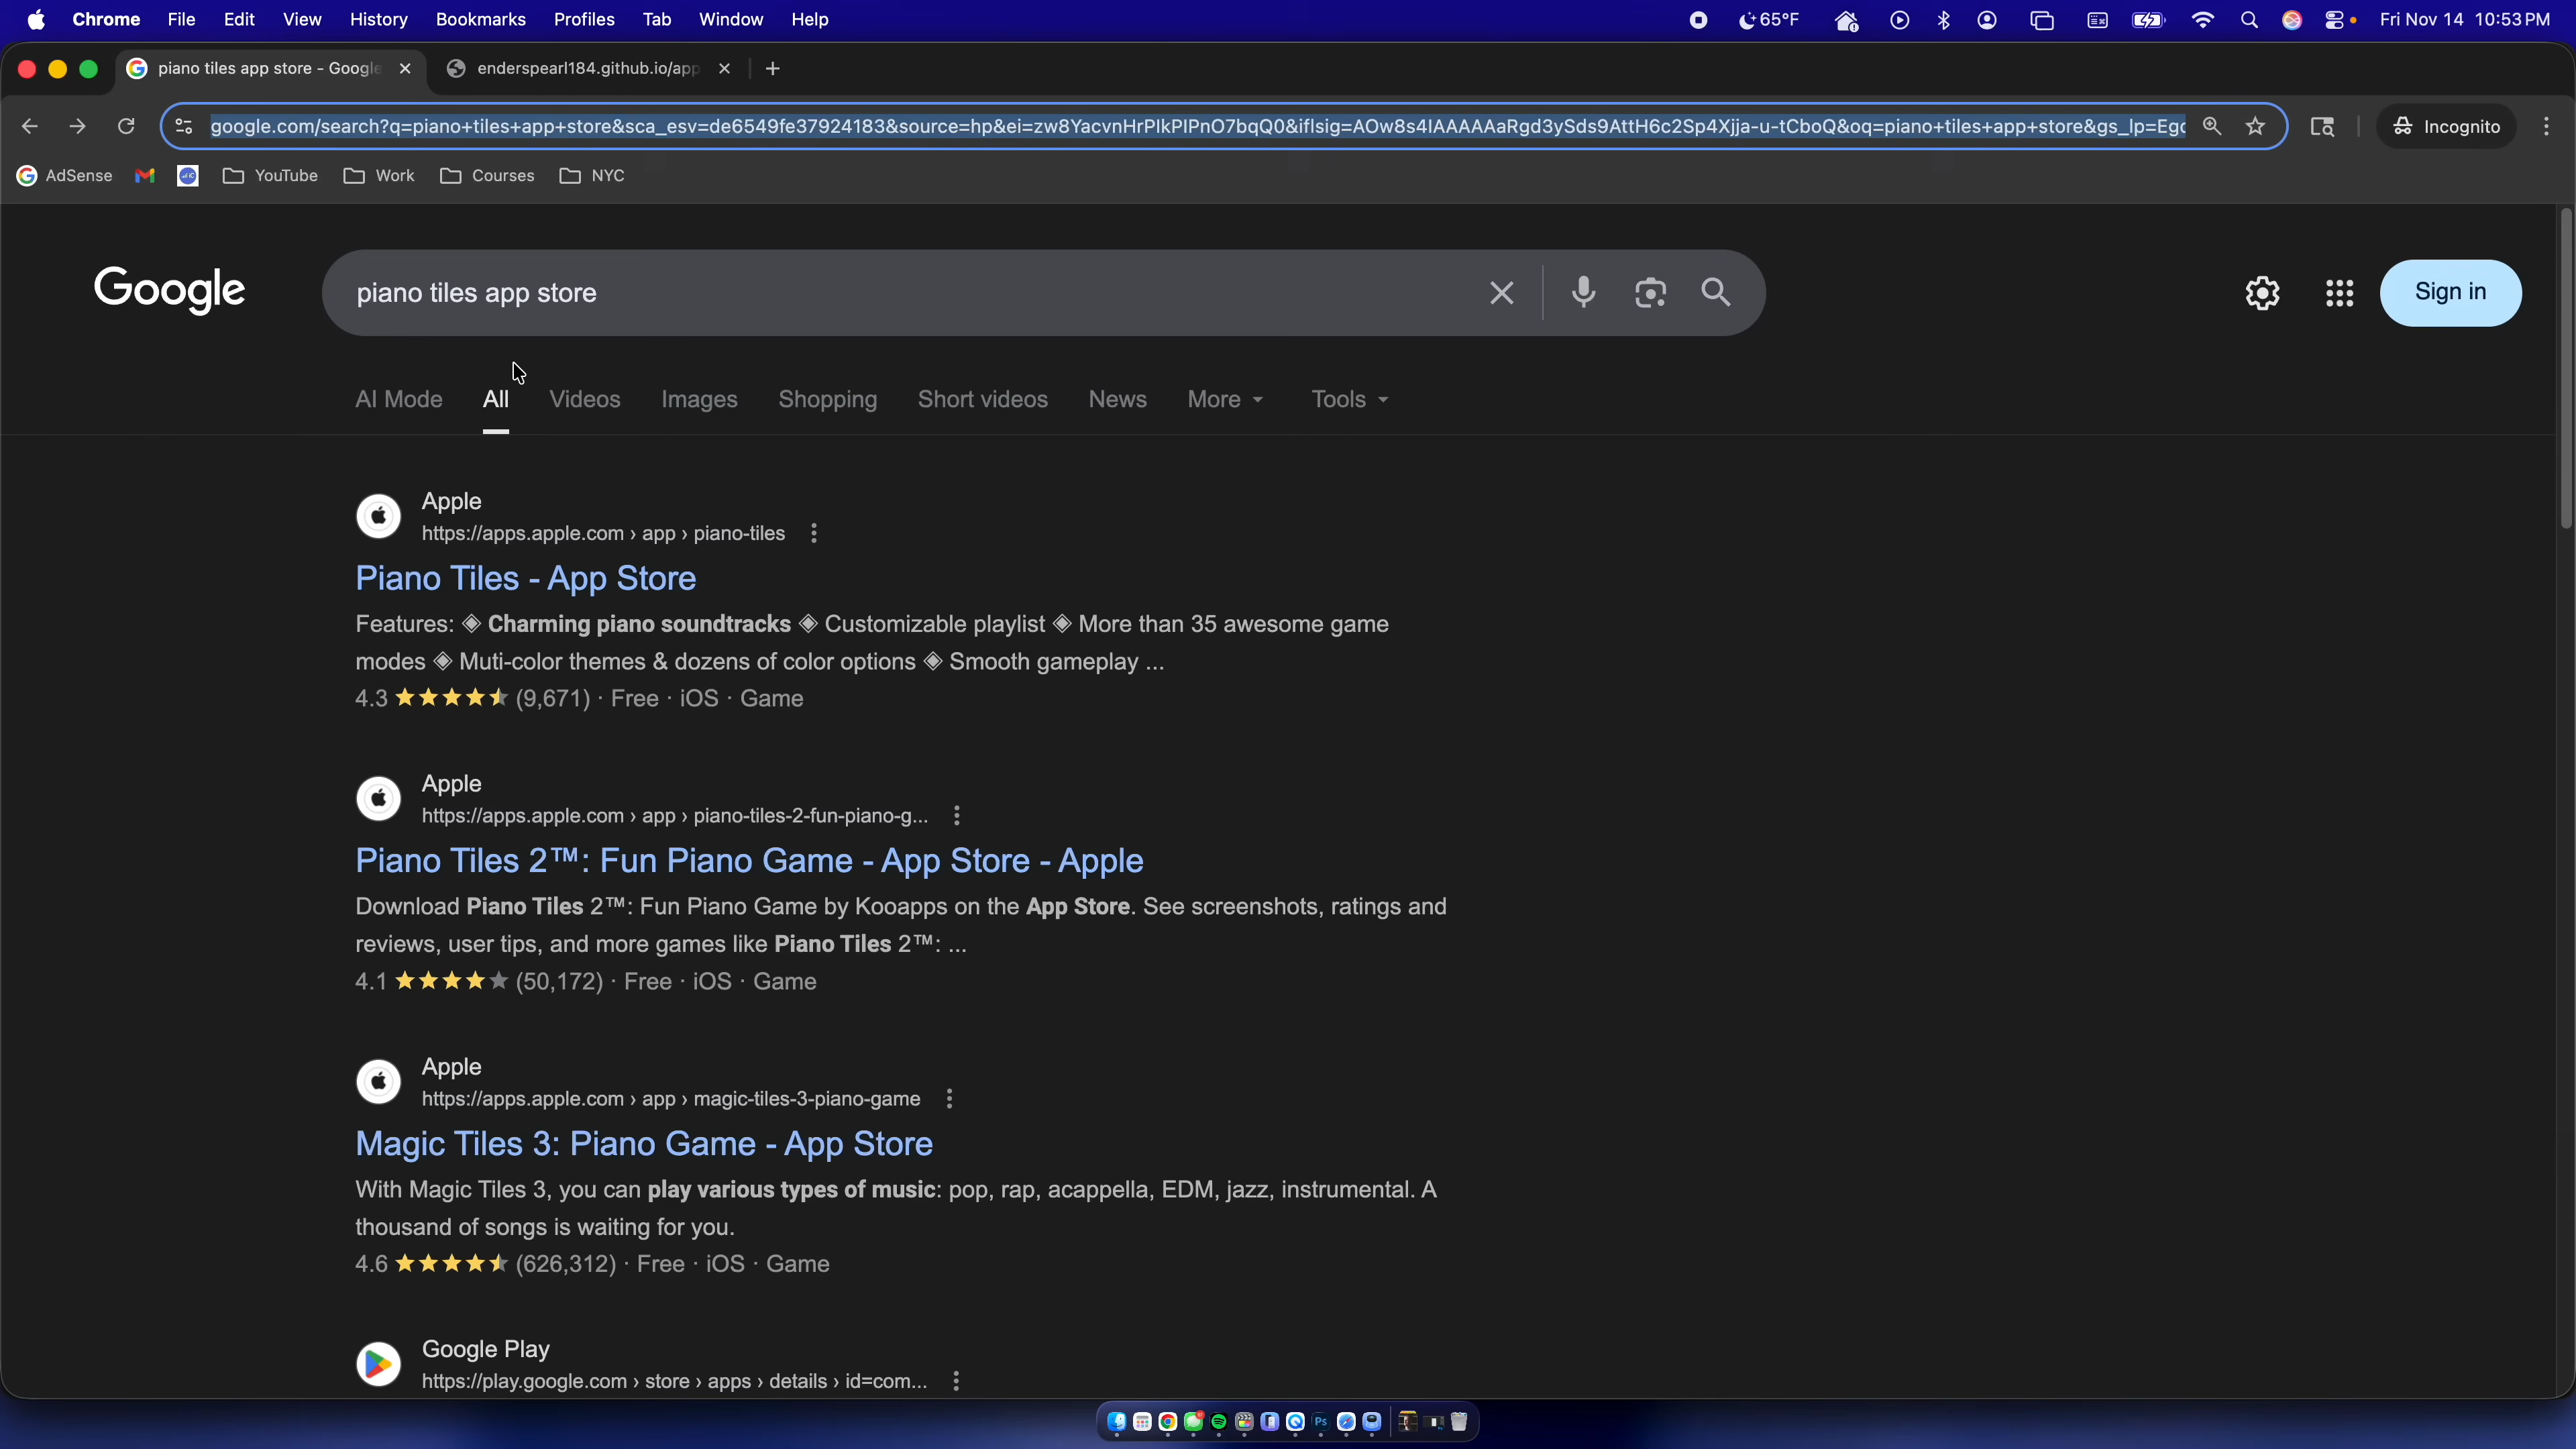 Chrome File Edit View History Bookmarks Profiles Tab Window Help 65°F Fri Nov 14 10:53 PM
piano tiles app store - Google enderspearl184.github.io/app
google.com/search?q=piano+tiles+app+store&sca_esv=de6549fe37924183&source=hp&ei=zw8YacvnHrPIkPIPnO7bqQ0&iflsig=AOw8s4IAAAAAaRgd3ySds9AttH6c2Sp4Xjja-u-tCboQ&oq=piano+tiles+app+store&gs_lp=Egc Incognito
AdSense YouTube Work Courses NYC
Google piano tiles app store Sign in
AI Mode All Videos Images Shopping Short videos News More Tools
Apple
https://apps.apple.com › app › piano-tiles
Piano Tiles - App Store
Features: ◈ Charming piano soundtracks ◈ Customizable playlist ◈ More than 35 awesome game
modes ◈ Muti-color themes & dozens of color options ◈ Smooth gameplay ...
4.3 ★★★★★ (9,671) · Free · iOS · Game
Apple
https://apps.apple.com › app › piano-tiles-2-fun-piano-g...
Piano Tiles 2™: Fun Piano Game - App Store - Apple
Download Piano Tiles 2™: Fun Piano Game by Kooapps on the App Store. See screenshots, ratings and
reviews, user tips, and more games like Piano Tiles 2™: ...
4.1 ★★★★★ (50,172) · Free · iOS · Game
Apple
https://apps.apple.com › app › magic-tiles-3-piano-game
Magic Tiles 3: Piano Game - App Store
With Magic Tiles 3, you can play various types of music: pop, rap, acappella, EDM, jazz, instrumental. A
thousand of songs is waiting for you.
4.6 ★★★★★ (626,312) · Free · iOS · Game
Google Play
https://play.google.com › store › apps › details › id=com...
Ps